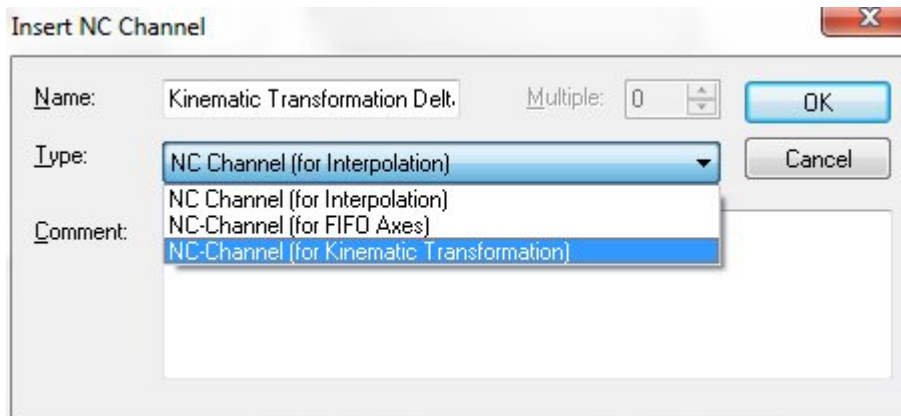 Insert NC Channel
Name: Kinematic Transformation Delt. Multiple: 0 OK
Type: NC Channel (for Interpolation) Cancel
NC Channel (for Interpolation)
NC-Channel (for FIFO Axes)
Comment: NC-Channel (for Kinematic Transformation)